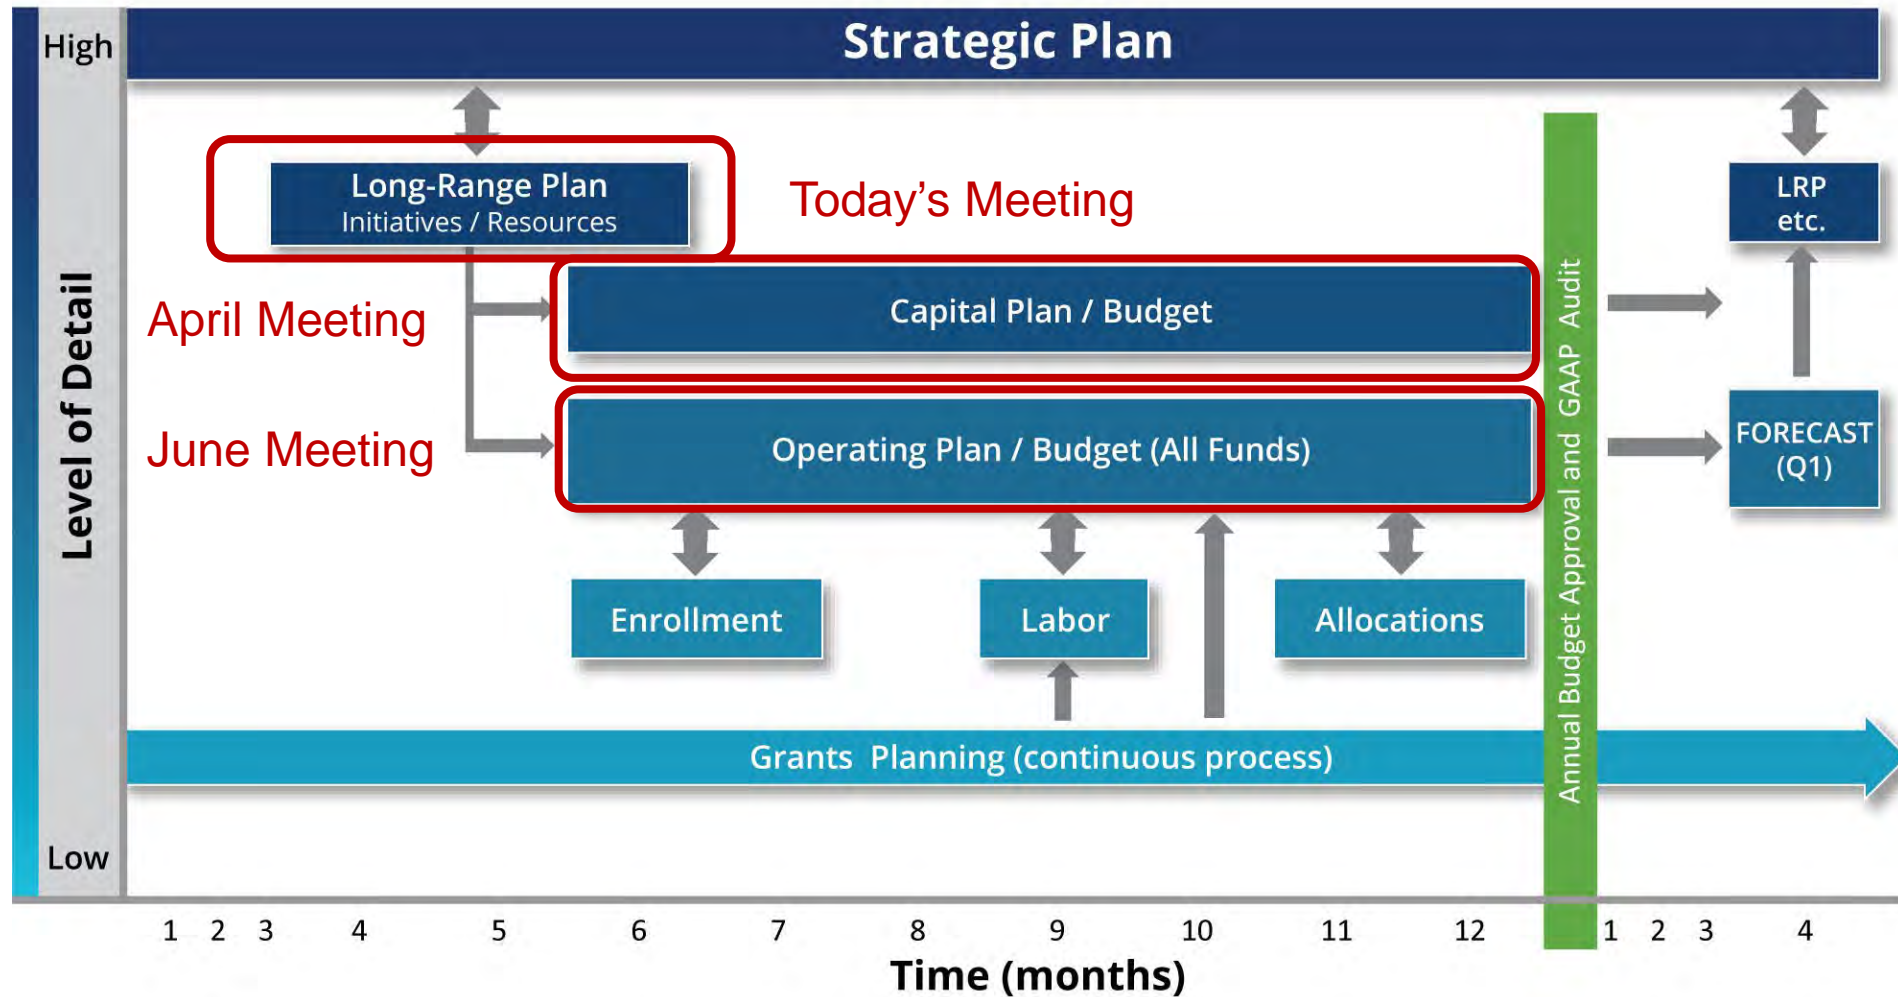 High
Strategic Plan
Long-Range Plan
Initiatives / Resources
Today's Meeting
LRP
etc.
April Meeting
Capital Plan / Budget
June Meeting
Operating Plan / Budget (All Funds)
FORECAST
(Q1)
Enrollment
Labor
Allocations
Annual Budget Approval and GAAP Audit
Level of Detail
Grants Planning (continuous process)
Low
1 2 3 4 5 6 7 8 9 10 11 12 1 2 3 4
Time (months)